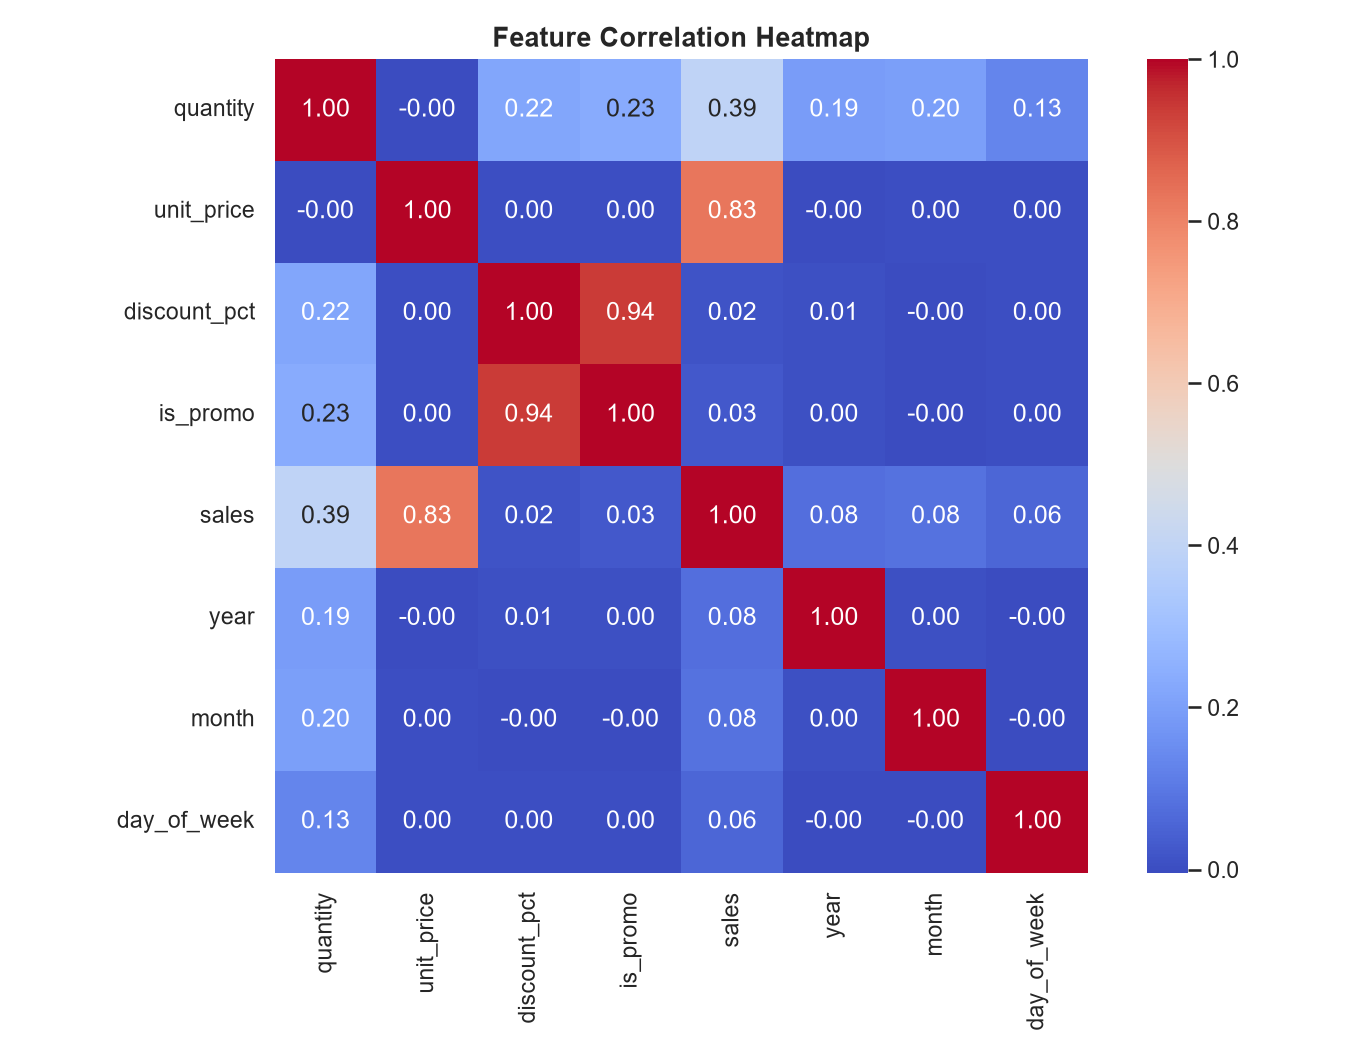 Feature Correlation Heatmap
quantity 1.00 -0.00 0.22 0.23 0.39 0.19 0.20 0.13
unit_price -0.00 1.00 0.00 0.00 0.83 -0.00 0.00 0.00
discount_pct 0.22 0.00 1.00 0.94 0.02 0.01 -0.00 0.00
is_promo 0.23 0.00 0.94 1.00 0.03 0.00 -0.00 0.00
sales 0.39 0.83 0.02 0.03 1.00 0.08 0.08 0.06
year 0.19 -0.00 0.01 0.00 0.08 1.00 0.00 -0.00
month 0.20 0.00 -0.00 -0.00 0.08 0.00 1.00 -0.00
day_of_week 0.13 0.00 0.00 0.00 0.06 -0.00 -0.00 1.00
quantity
unit_price
discount_pct
is_promo
sales
year
month
day_of_week
1.0
0.8
0.6
0.4
0.2
0.0